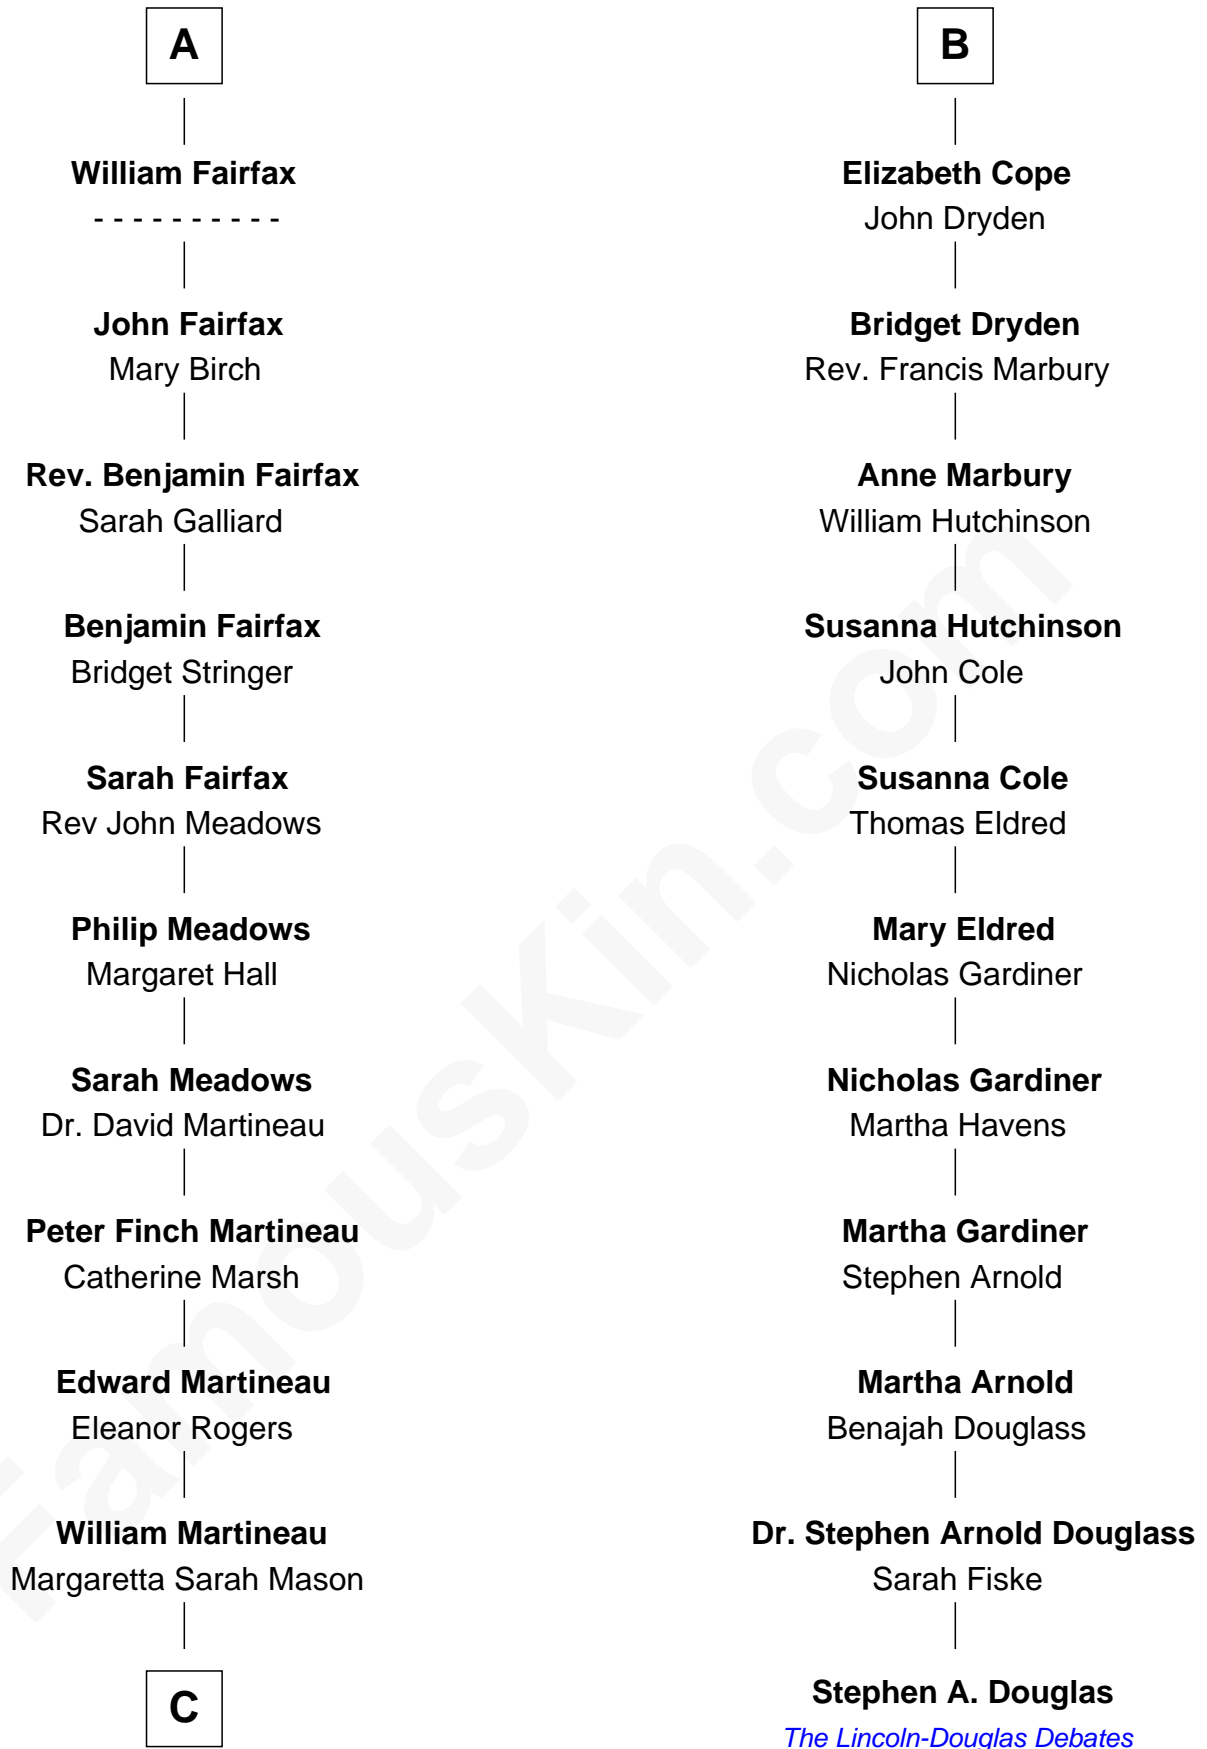 A
William Fairfax
- - - - - - - - - -
John Fairfax
Mary Birch
Rev. Benjamin Fairfax
Sarah Galliard
Benjamin Fairfax
Bridget Stringer
Sarah Fairfax
Rev John Meadows
Philip Meadows
Margaret Hall
Sarah Meadows
Dr. David Martineau
Peter Finch Martineau
Catherine Marsh
Edward Martineau
Eleanor Rogers
William Martineau
Margaretta Sarah Mason
C
B
Elizabeth Cope
John Dryden
Bridget Dryden
Rev. Francis Marbury
Anne Marbury
William Hutchinson
Susanna Hutchinson
John Cole
Susanna Cole
Thomas Eldred
Mary Eldred
Nicholas Gardiner
Nicholas Gardiner
Martha Havens
Martha Gardiner
Stephen Arnold
Martha Arnold
Benajah Douglass
Dr. Stephen Arnold Douglass
Sarah Fiske
Stephen A. Douglas
The Lincoln-Douglas Debates
FamousKin.com